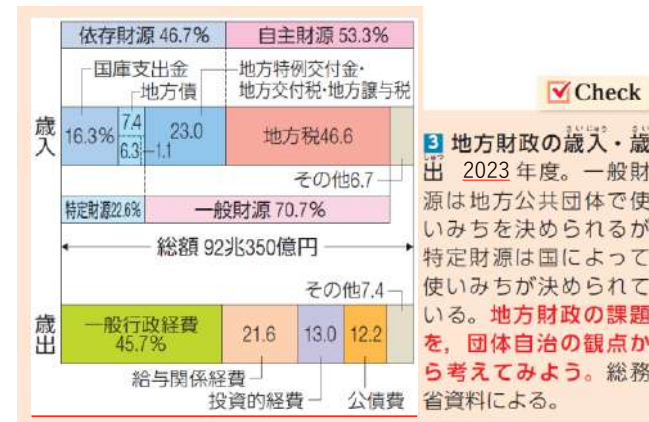 依存財源 46.7%
自主財源 53.3%
国庫支出金
地方債
地方特例交付金・
地方交付税・地方譲与税
歳入
16.3%
7.4
6.3
1.1
23.0
地方税46.6
その他6.7
特定財源22.6%
一般財源 70.7%
総額 92兆350億円
その他7.4
歳出
一般行政経費
45.7%
21.6
13.0
12.2
給与関係経費
投資的経費
公債費
Check
3 地方財政の歳入・歳
出 2023 年度。一般財
源は地方公共団体で使
いみちを決められるが
特定財源は国によって
使いみちが決められて
いる。地方財政の課題
を,団体自治の観点か
ら考えてみよう。総務
省資料による。